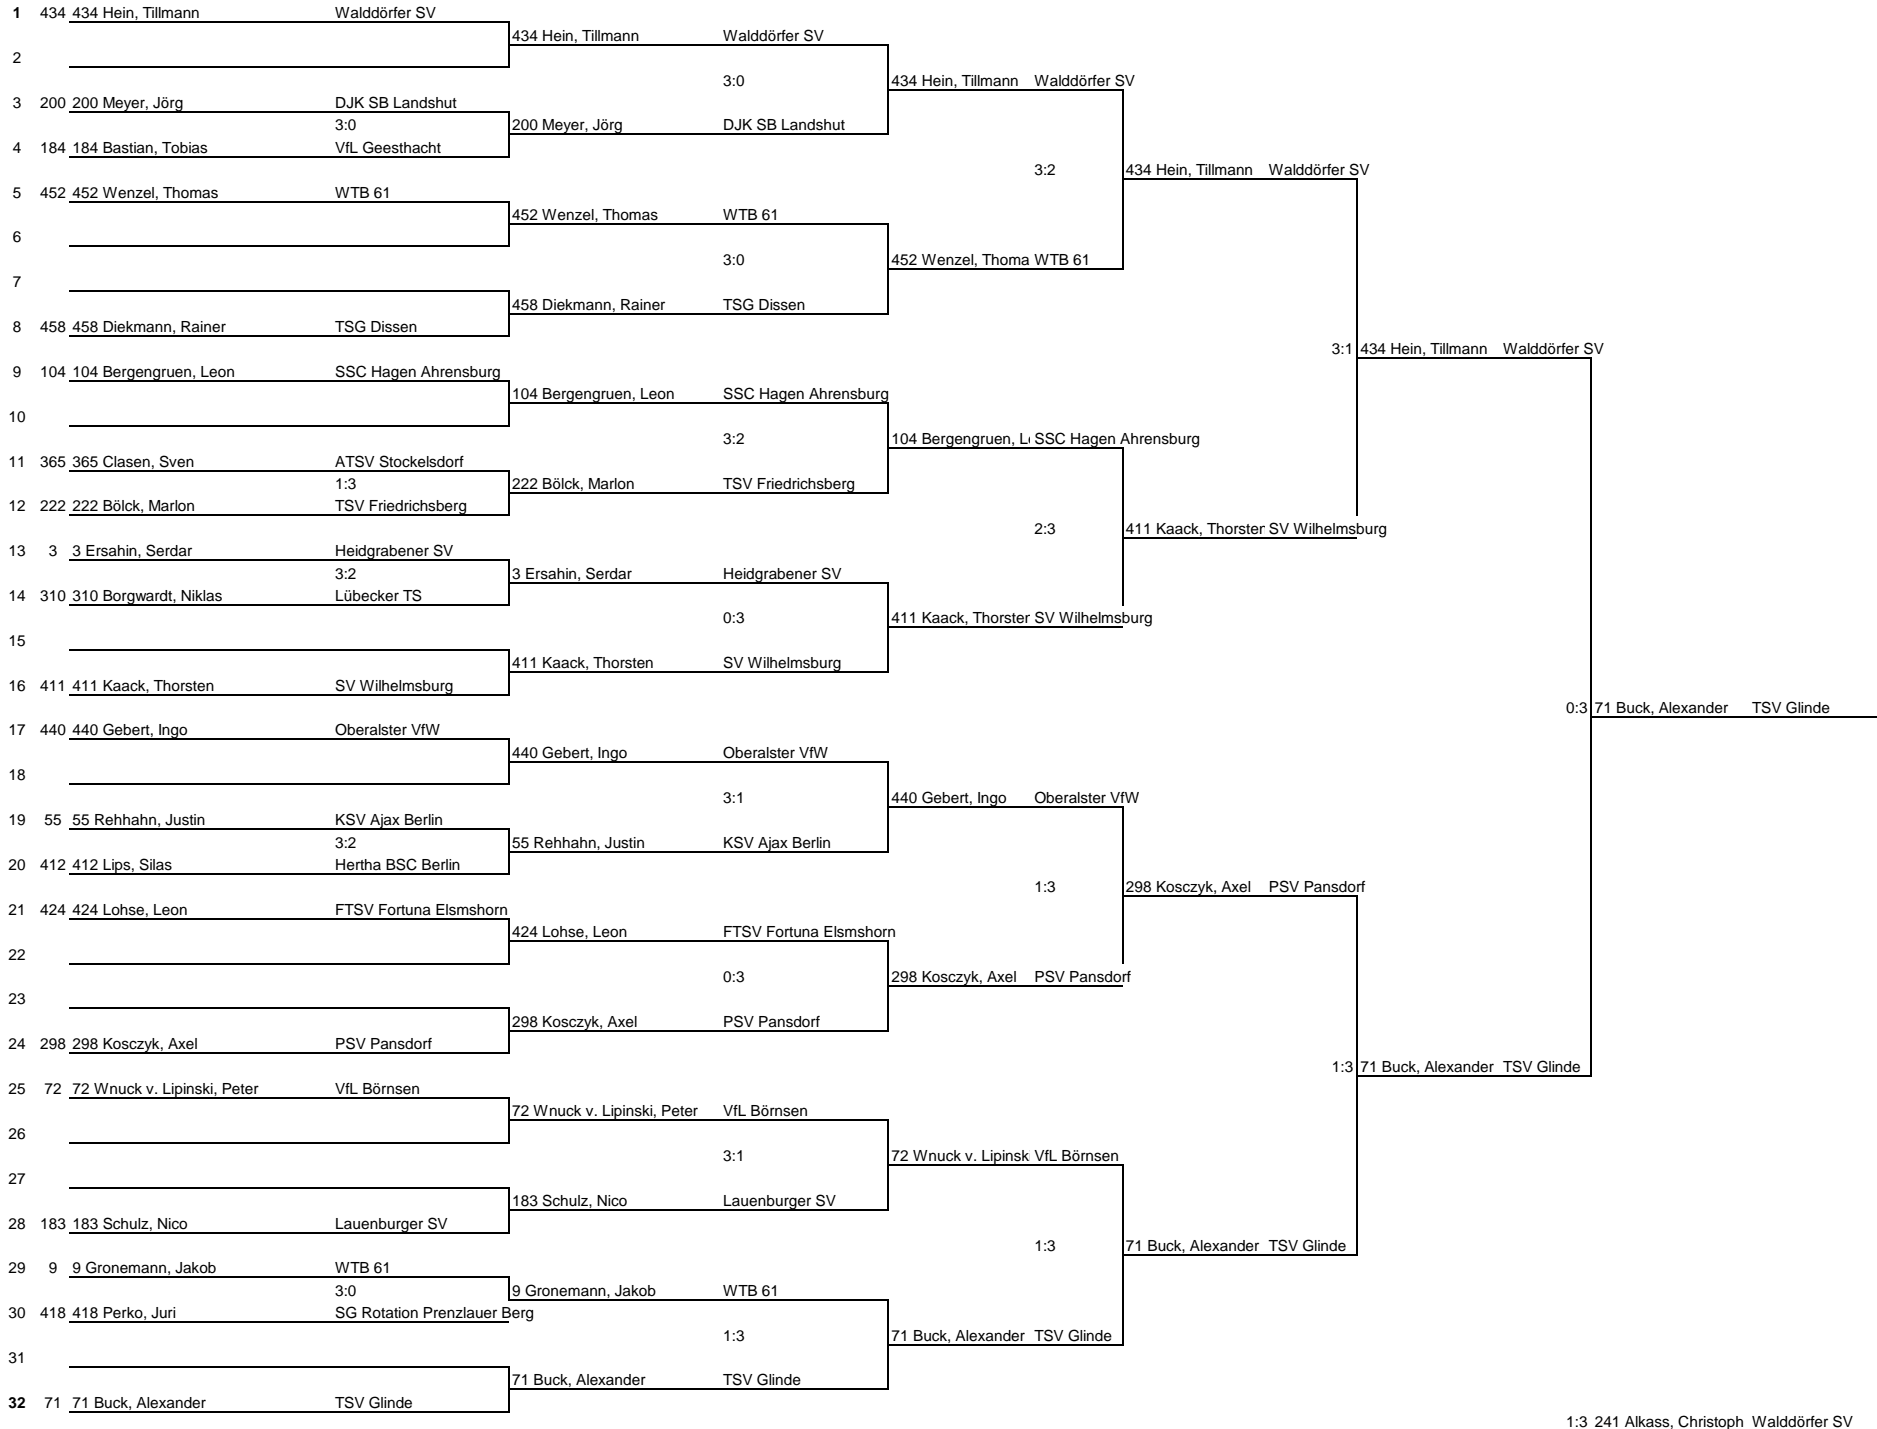 1 434 434 Hein, Tillmann Walddörfer SV
434 Hein, Tillmann Walddörfer SV
2
3:0 434 Hein, Tillmann Walddörfer SV
3 200 200 Meyer, Jörg DJK SB Landshut
3:0 200 Meyer, Jörg DJK SB Landshut
4 184 184 Bastian, Tobias VfL Geesthacht
3:2 434 Hein, Tillmann Walddörfer SV
5 452 452 Wenzel, Thomas WTB 61
452 Wenzel, Thomas WTB 61
6
3:0 452 Wenzel, Thoma WTB 61
7
458 Diekmann, Rainer TSG Dissen
8 458 458 Diekmann, Rainer TSG Dissen
3:1 434 Hein, Tillmann Walddörfer SV
9 104 104 Bergengruen, Leon SSC Hagen Ahrensburg
104 Bergengruen, Leon SSC Hagen Ahrensburg
10
3:2 104 Bergengruen, L SSC Hagen Ahrensburg
11 365 365 Clasen, Sven ATSV Stockelsdorf
1:3 222 Bölck, Marlon TSV Friedrichsberg
12 222 222 Bölck, Marlon TSV Friedrichsberg
2:3 411 Kaack, Thorster SV Wilhelmsburg
13 3 3 Ersahin, Serdar Heidgrabener SV
3:2 3 Ersahin, Serdar Heidgrabener SV
14 310 310 Borgwardt, Niklas Lübecker TS
0:3 411 Kaack, Thorster SV Wilhelmsburg
15
411 Kaack, Thorsten SV Wilhelmsburg
16 411 411 Kaack, Thorsten SV Wilhelmsburg
0:3 71 Buck, Alexander TSV Glinde
17 440 440 Gebert, Ingo Oberalster VfW
440 Gebert, Ingo Oberalster VfW
18
3:1 440 Gebert, Ingo Oberalster VfW
19 55 55 Rehhahn, Justin KSV Ajax Berlin
3:2 55 Rehhahn, Justin KSV Ajax Berlin
20 412 412 Lips, Silas Hertha BSC Berlin
1:3 298 Kosczyk, Axel PSV Pansdorf
21 424 424 Lohse, Leon FTSV Fortuna Elsmshorn
424 Lohse, Leon FTSV Fortuna Elsmshorn
22
0:3 298 Kosczyk, Axel PSV Pansdorf
23
298 Kosczyk, Axel PSV Pansdorf
24 298 298 Kosczyk, Axel PSV Pansdorf
1:3 71 Buck, Alexander TSV Glinde
25 72 72 Wnuck v. Lipinski, Peter VfL Börnsen
72 Wnuck v. Lipinski, Peter VfL Börnsen
26
3:1 72 Wnuck v. Lipinsk VfL Börnsen
27
183 Schulz, Nico Lauenburger SV
28 183 183 Schulz, Nico Lauenburger SV
1:3 71 Buck, Alexander TSV Glinde
29 9 9 Gronemann, Jakob WTB 61
3:0 9 Gronemann, Jakob WTB 61
30 418 418 Perko, Juri SG Rotation Prenzlauer Berg
1:3 71 Buck, Alexander TSV Glinde
31
71 Buck, Alexander TSV Glinde
32 71 71 Buck, Alexander TSV Glinde
1:3 241 Alkass, Christoph Walddörfer SV